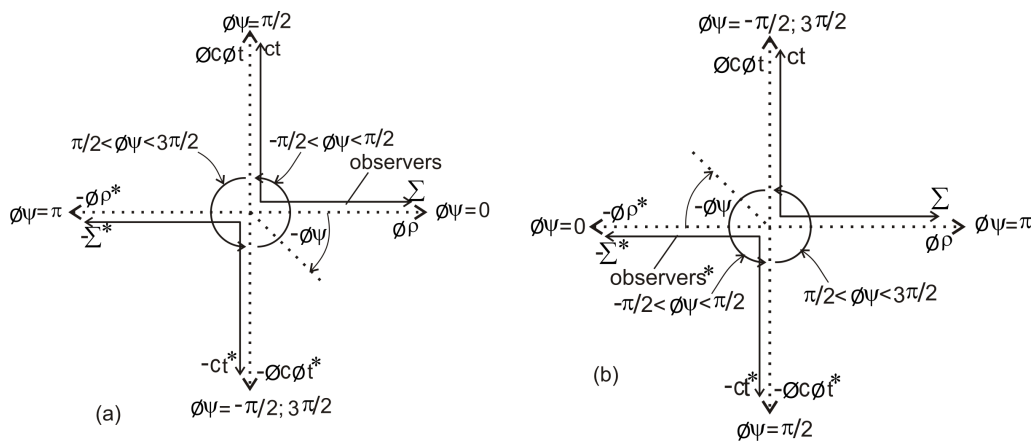 øψ=π/2
øcøt
ct
π/2<øψ<3π/2
-π/2<øψ<π/2
observers
Σ
-øρ*
øψ=π
øψ=0
-Σ*
-øψ
øρ
-ct*
-øcøt*
øψ=-π/2; 3π/2
(a)
øψ=-π/2; 3π/2
øcøt
ct
-øψ
Σ
-øρ*
øψ=0
øψ=π
-Σ*
øρ
observers*
-π/2<øψ<π/2
π/2<øψ<3π/2
-ct*
-øcøt*
(b)
øψ=π/2